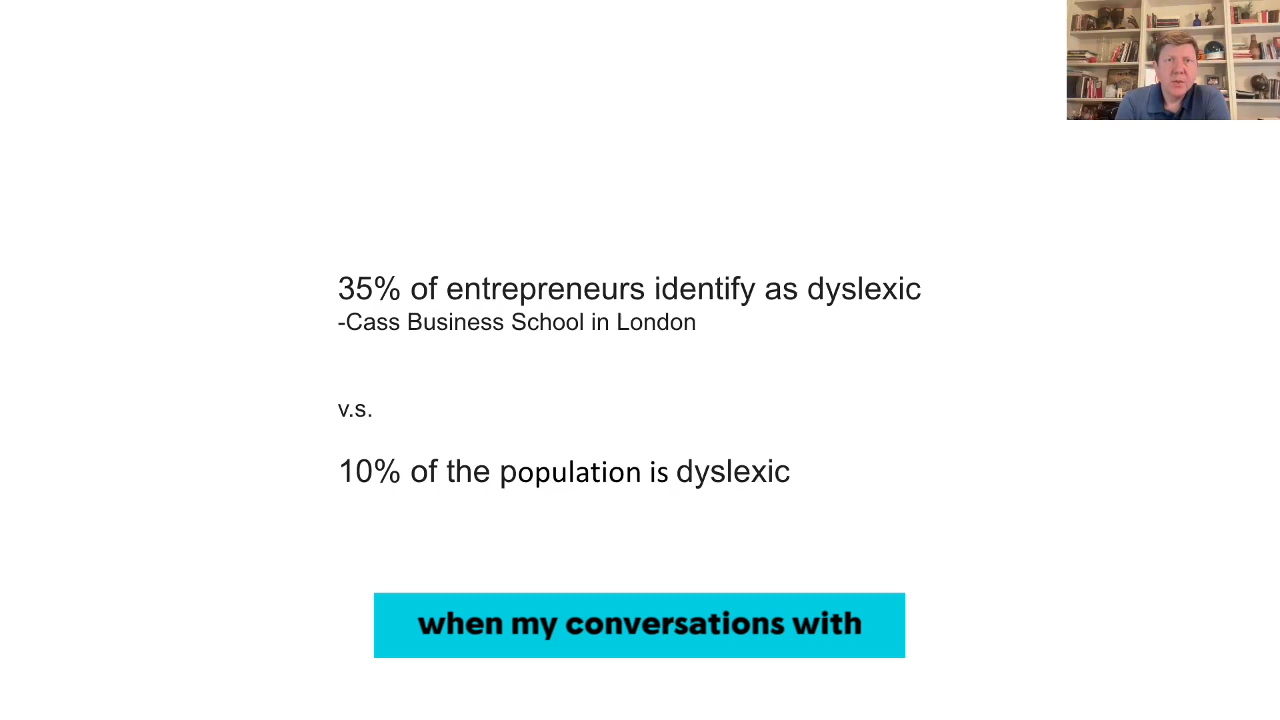 35% of entrepreneurs identify as dyslexic
-Cass Business School in London
v.s.
10% of the population is dyslexic
when my conversations with